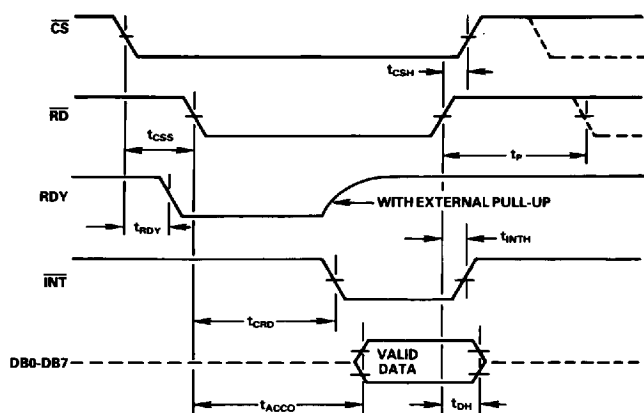 CS
tCSH
RD
tCSS
tP
RDY
WITH EXTERNAL PULL-UP
tRDY
tINTH
INT
tCRD
DB0-DB7
VALID
DATA
tACCO
tDH